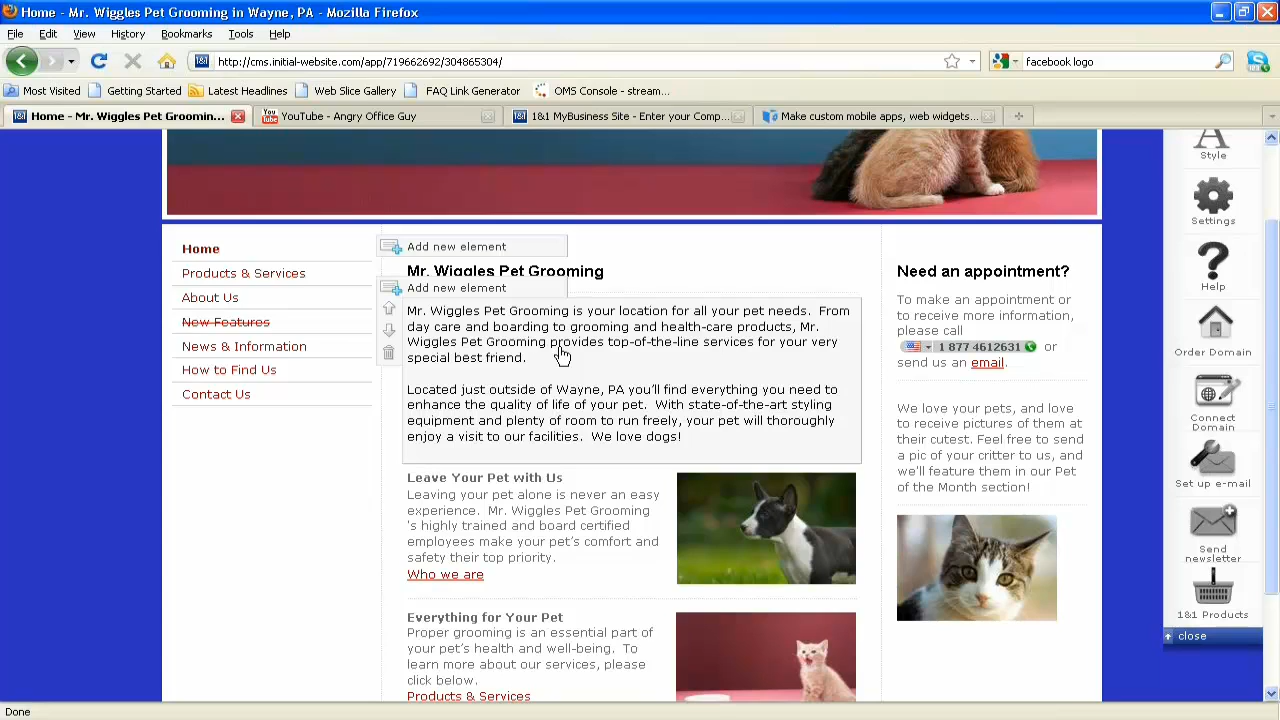 Home - Mr. Wiggles Pet Grooming in Wayne, PA - Mozilla Firefox
File Edit View History Bookmarks Tools Help
http://cms.initialwebsite.com/app/719662692/304865304/
facebook logo
Most Visited Getting Started Latest Headlines Web Slice Gallery FAQ Link Generator OMS Console - stream...
Home - Mr. Wiggles Pet Groomin... You Tube YouTube - Angry Office Guy 1&1 1&1 MyBusiness Site - Enter your Comp... Make custom mobile apps, web widgets...
Style
Settings
Help
Order Domain
Connect
Domain
Set up e-mail
Send
newsletter
1&1 Products
close
Home
Products & Services
About Us
New Features
News & Information
How to Find Us
Contact Us
Add new element
Mr. Wiggles Pet Grooming
Add new element
Mr. Wiggles Pet Grooming is your location for all your pet needs. From
day care and boarding to grooming and health-care products, Mr.
Wiggles Pet Grooming provides top-of-the-line services for your very
special best friend.
Located just outside of Wayne, PA you'll find everything you need to
enhance the quality of life of your pet. With state-of-the-art styling
equipment and plenty of room to run freely, your pet will thoroughly
enjoy a visit to our facilities. We love dogs!
Leave Your Pet with Us
Leaving your pet alone is never an easy
experience. Mr. Wiggles Pet Grooming
's highly trained and board certified
employees make your pet's comfort and
safety their top priority.
Who we are
Everything for Your Pet
Proper grooming is an essential part of
your pet's health and well-being. To
learn more about our services, please
click below.
Products & Services
Need an appointment?
To make an appointment or
to receive more information,
please call
1 877 4612631 or
send us an email.
We love your pets, and love
to receive pictures of them at
their cutest. Feel free to send
a pic of your critter to us, and
we'll feature them in our Pet
of the Month section!
Done